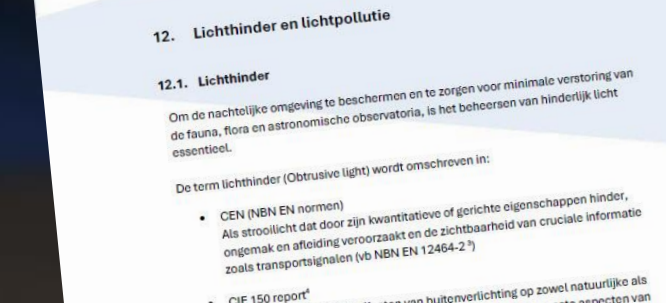 12. Lichthinder en lichtpollutie
12.1. Lichthinder
Om de nachtelijke omgeving te beschermen en te zorgen voor minimale verstoring van
de fauna, flora en astronomische observatoria, is het beheersen van hinderlijk licht
essentieel.
De term lichthinder (Obtrusive light) wordt omschreven in:
• CEN (NBN EN normen)
Als strooilicht dat door zijn kwantitatieve of gerichte eigenschappen hinder,
ongemak en afleiding veroorzaakt en de zichtbaarheid van cruciale informatie
zoals transportsignalen (vb NBN EN 12464-2 ³)
• CIE 150 report⁴
van buitenverlichting op zowel natuurlijke als
aspecten van